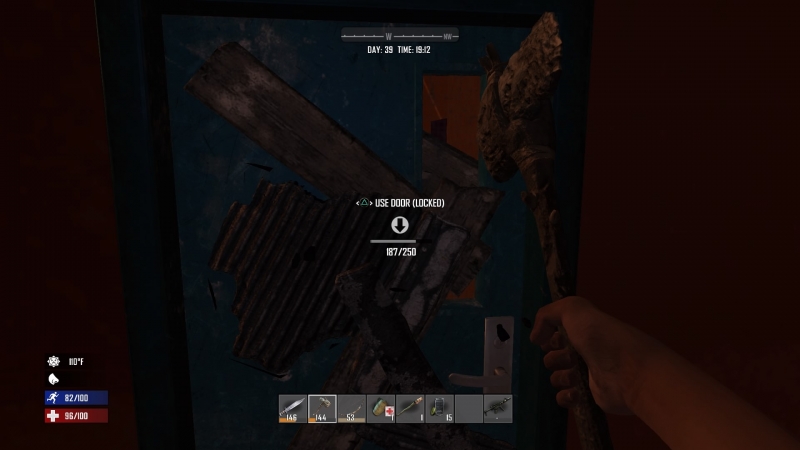 W NW
DAY: 39 TIME: 19:12
<△> USE DOOR (LOCKED)
187/250
110°F
82/100
96/100
146 144 53 1 1 15